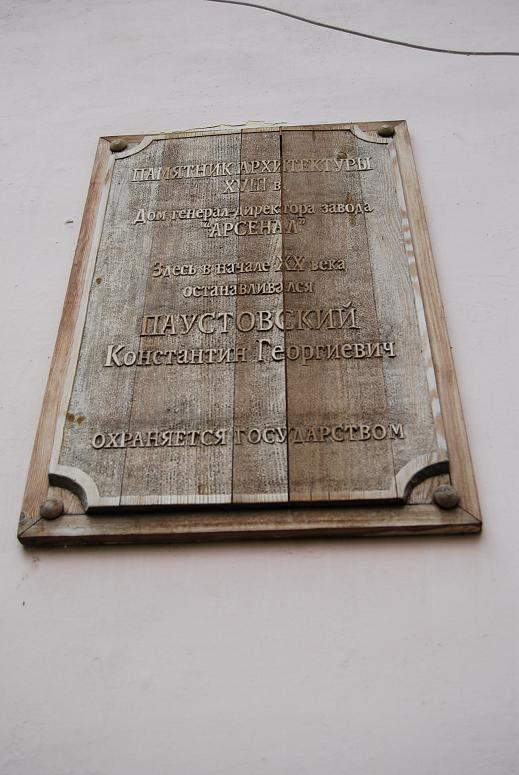 ПАМЯТНИК АРХИТЕКТУРЫ
XVIII в
Дом генерал-директора завода
"АРСЕНАЛ"
Здесь в начале XX века
останавливался
ПАУСТОВСКИЙ
Константин Георгиевич
ОХРАНЯЕТСЯ ГОСУДАРСТВОМ